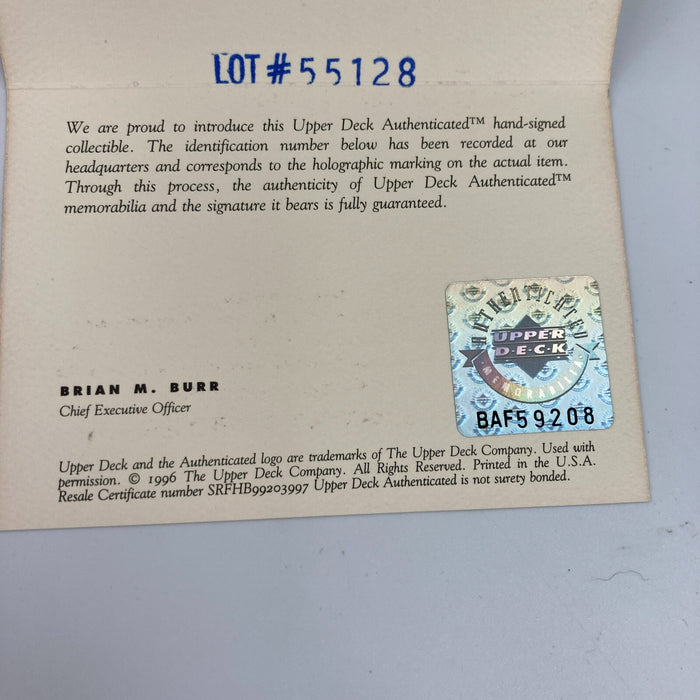 LOT # 55128
We are proud to introduce this Upper Deck Authenticated™ hand-signed
collectible. The identification number below has been recorded at our
headquarters and corresponds to the holographic marking on the actual item.
Through this process, the authenticity of Upper Deck Authenticated™
memorabilia and the signature it bears is fully guaranteed.
AUTHENTICATED
UPPER
DECK
MEMORABILIA
BAF59208
BRIAN M. BURR
Chief Executive Officer
Upper Deck and the Authenticated logo are trademarks of The Upper Deck Company. Used with
permission. © 1996 The Upper Deck Company. All Rights Reserved. Printed in the U.S.A.
Resale Certificate number SRFHB99203997 Upper Deck Authenticated is not surety bonded.